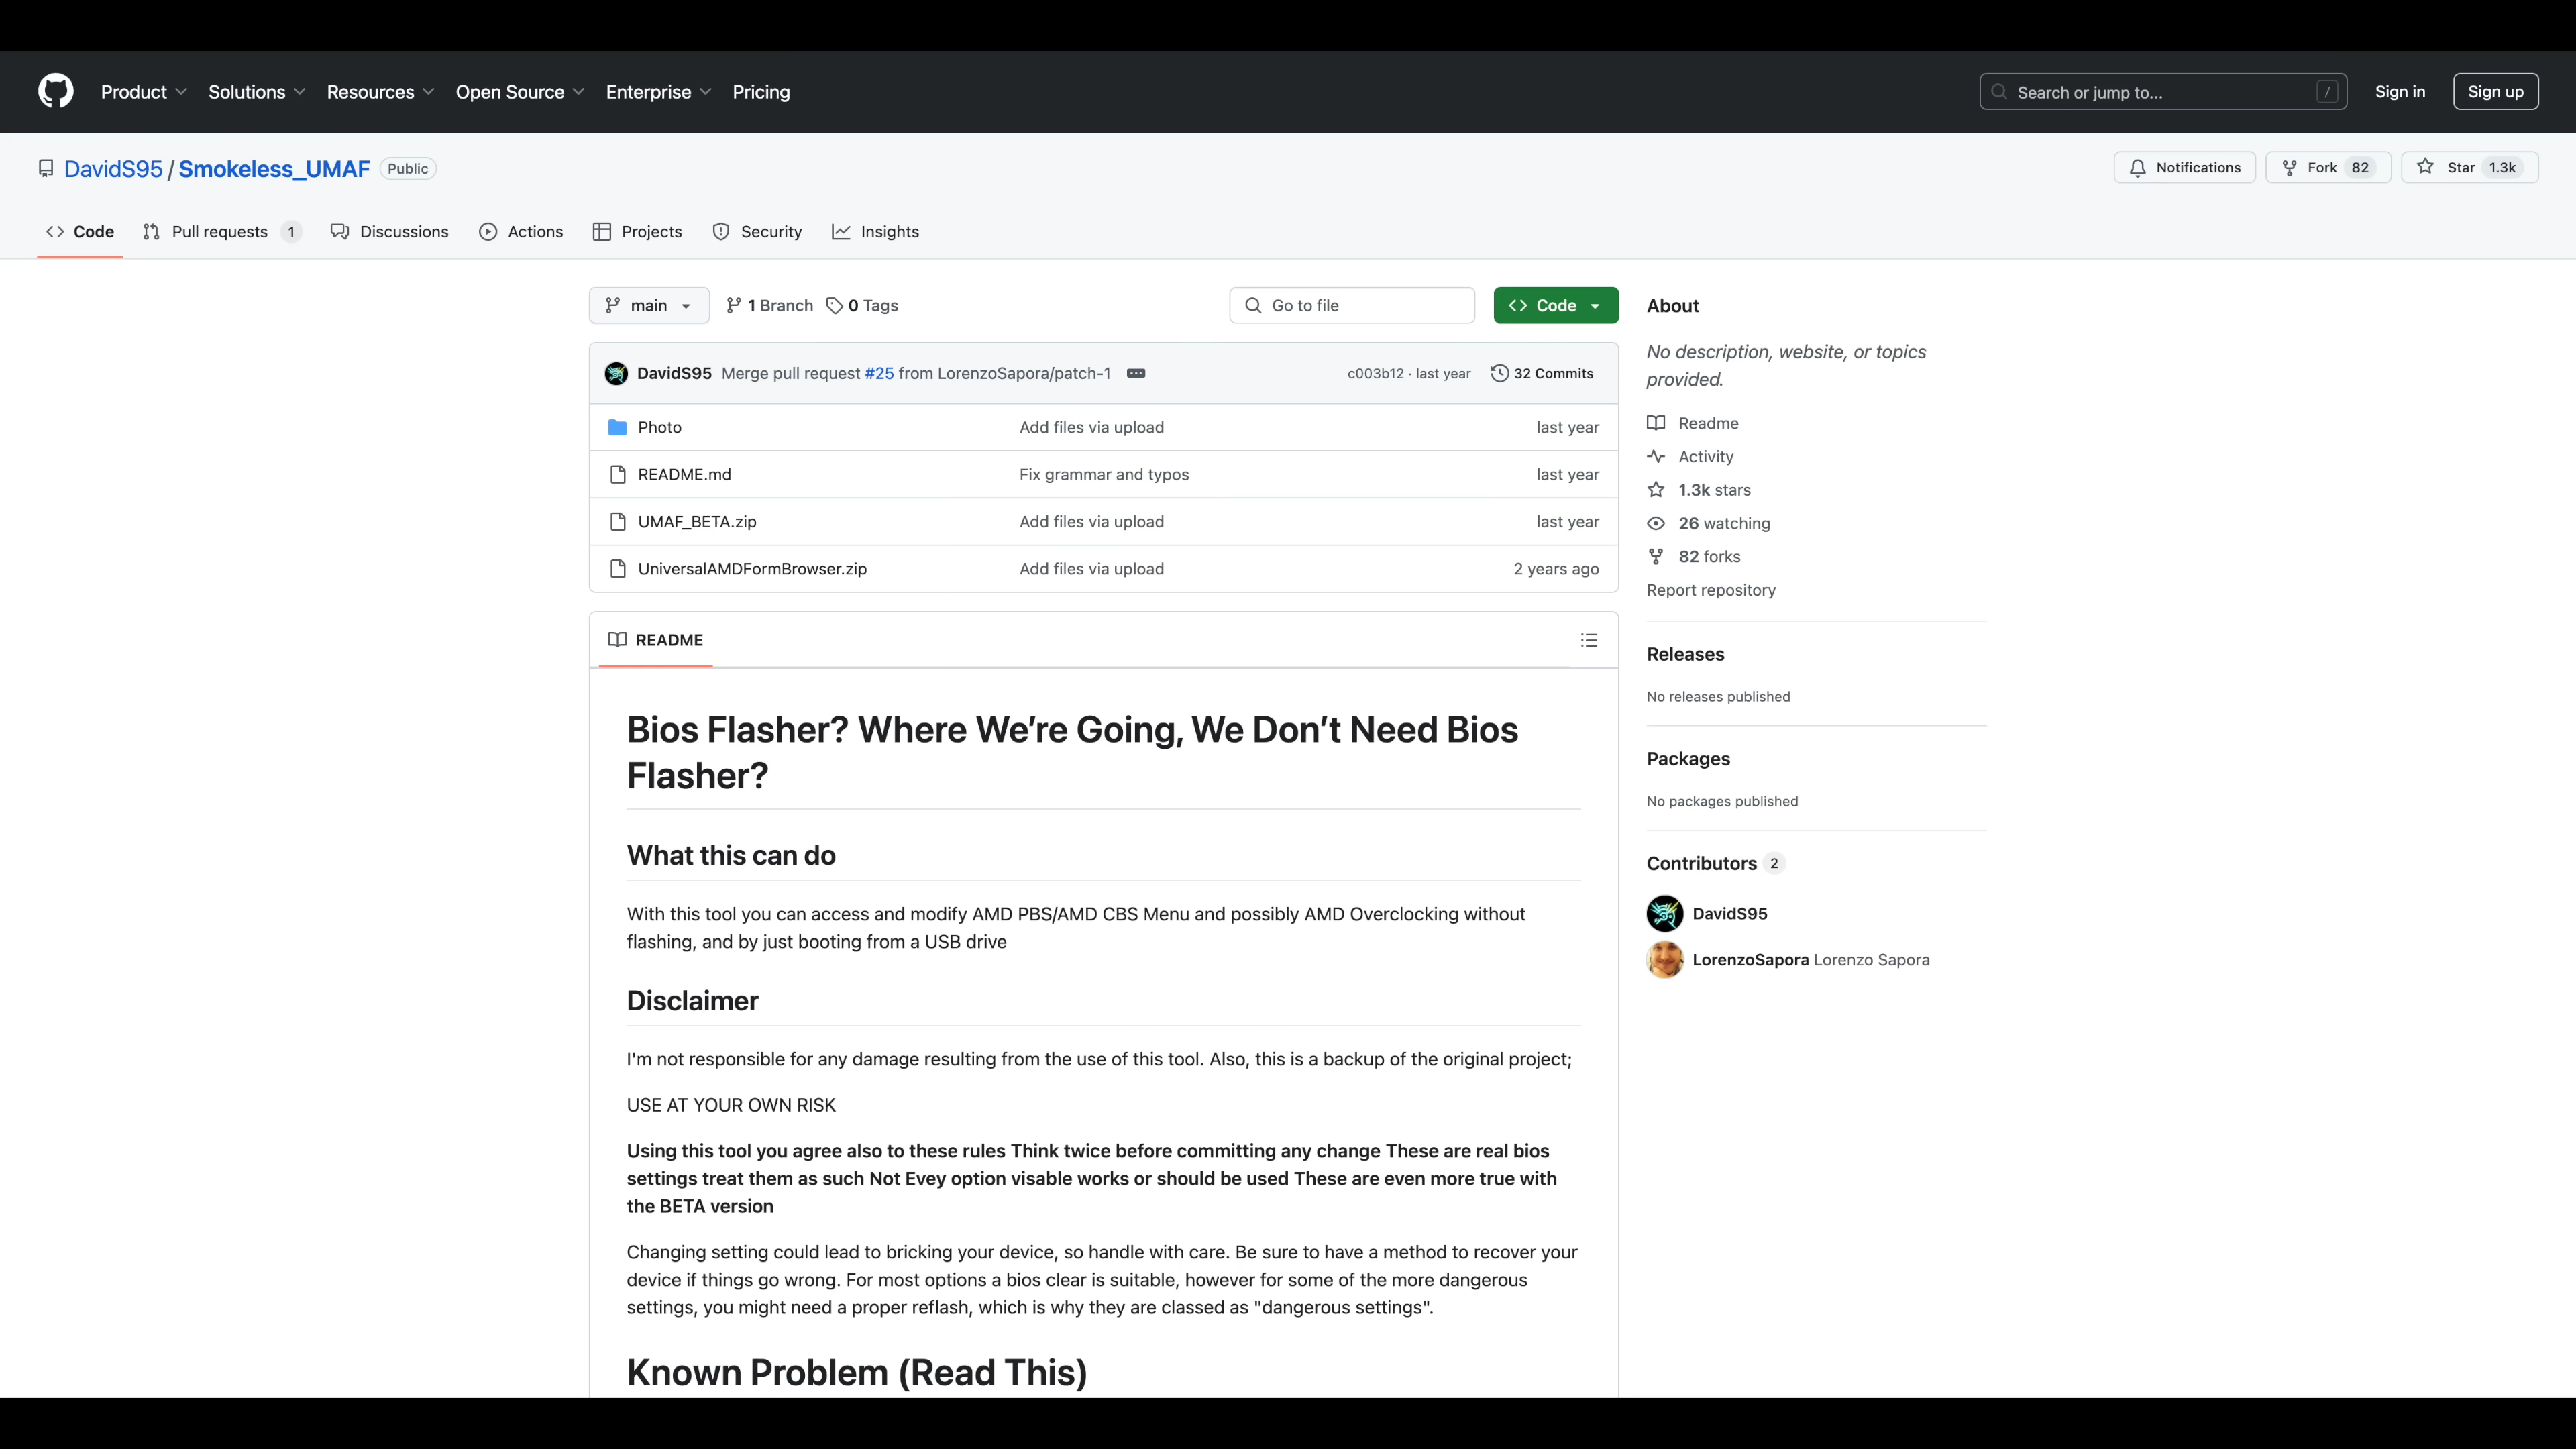 Product Solutions Resources Open Source Enterprise Pricing
Search or jump to... /
Sign in
Sign up
DavidS95/Smokeless_UMAF Public
Notifications
Fork 82
Star 1.3k
Code
Pull requests 1
Discussions
Actions
Projects
Security
Insights
main
1 Branch
0 Tags
Go to file
Code
DavidS95 Merge pull request #25 from LorenzoSapora/patch-1
c003b12 · last year
32 Commits
Photo Add files via upload last year
README.md Fix grammar and typos last year
UMAF_BETA.zip Add files via upload last year
UniversalAMDFormBrowser.zip Add files via upload 2 years ago
README
Bios Flasher? Where We’re Going, We Don’t Need Bios
Flasher?
What this can do
With this tool you can access and modify AMD PBS/AMD CBS Menu and possibly AMD Overclocking without
flashing, and by just booting from a USB drive
Disclaimer
I'm not responsible for any damage resulting from the use of this tool. Also, this is a backup of the original project;
USE AT YOUR OWN RISK
Using this tool you agree also to these rules Think twice before committing any change These are real bios
settings treat them as such Not Evey option visable works or should be used These are even more true with
the BETA version
Changing setting could lead to bricking your device, so handle with care. Be sure to have a method to recover your
device if things go wrong. For most options a bios clear is suitable, however for some of the more dangerous
settings, you might need a proper reflash, which is why they are classed as "dangerous settings".
Known Problem (Read This)
About
No description, website, or topics
provided.
Readme
Activity
1.3k stars
26 watching
82 forks
Report repository
Releases
No releases published
Packages
No packages published
Contributors 2
DavidS95
LorenzoSapora Lorenzo Sapora